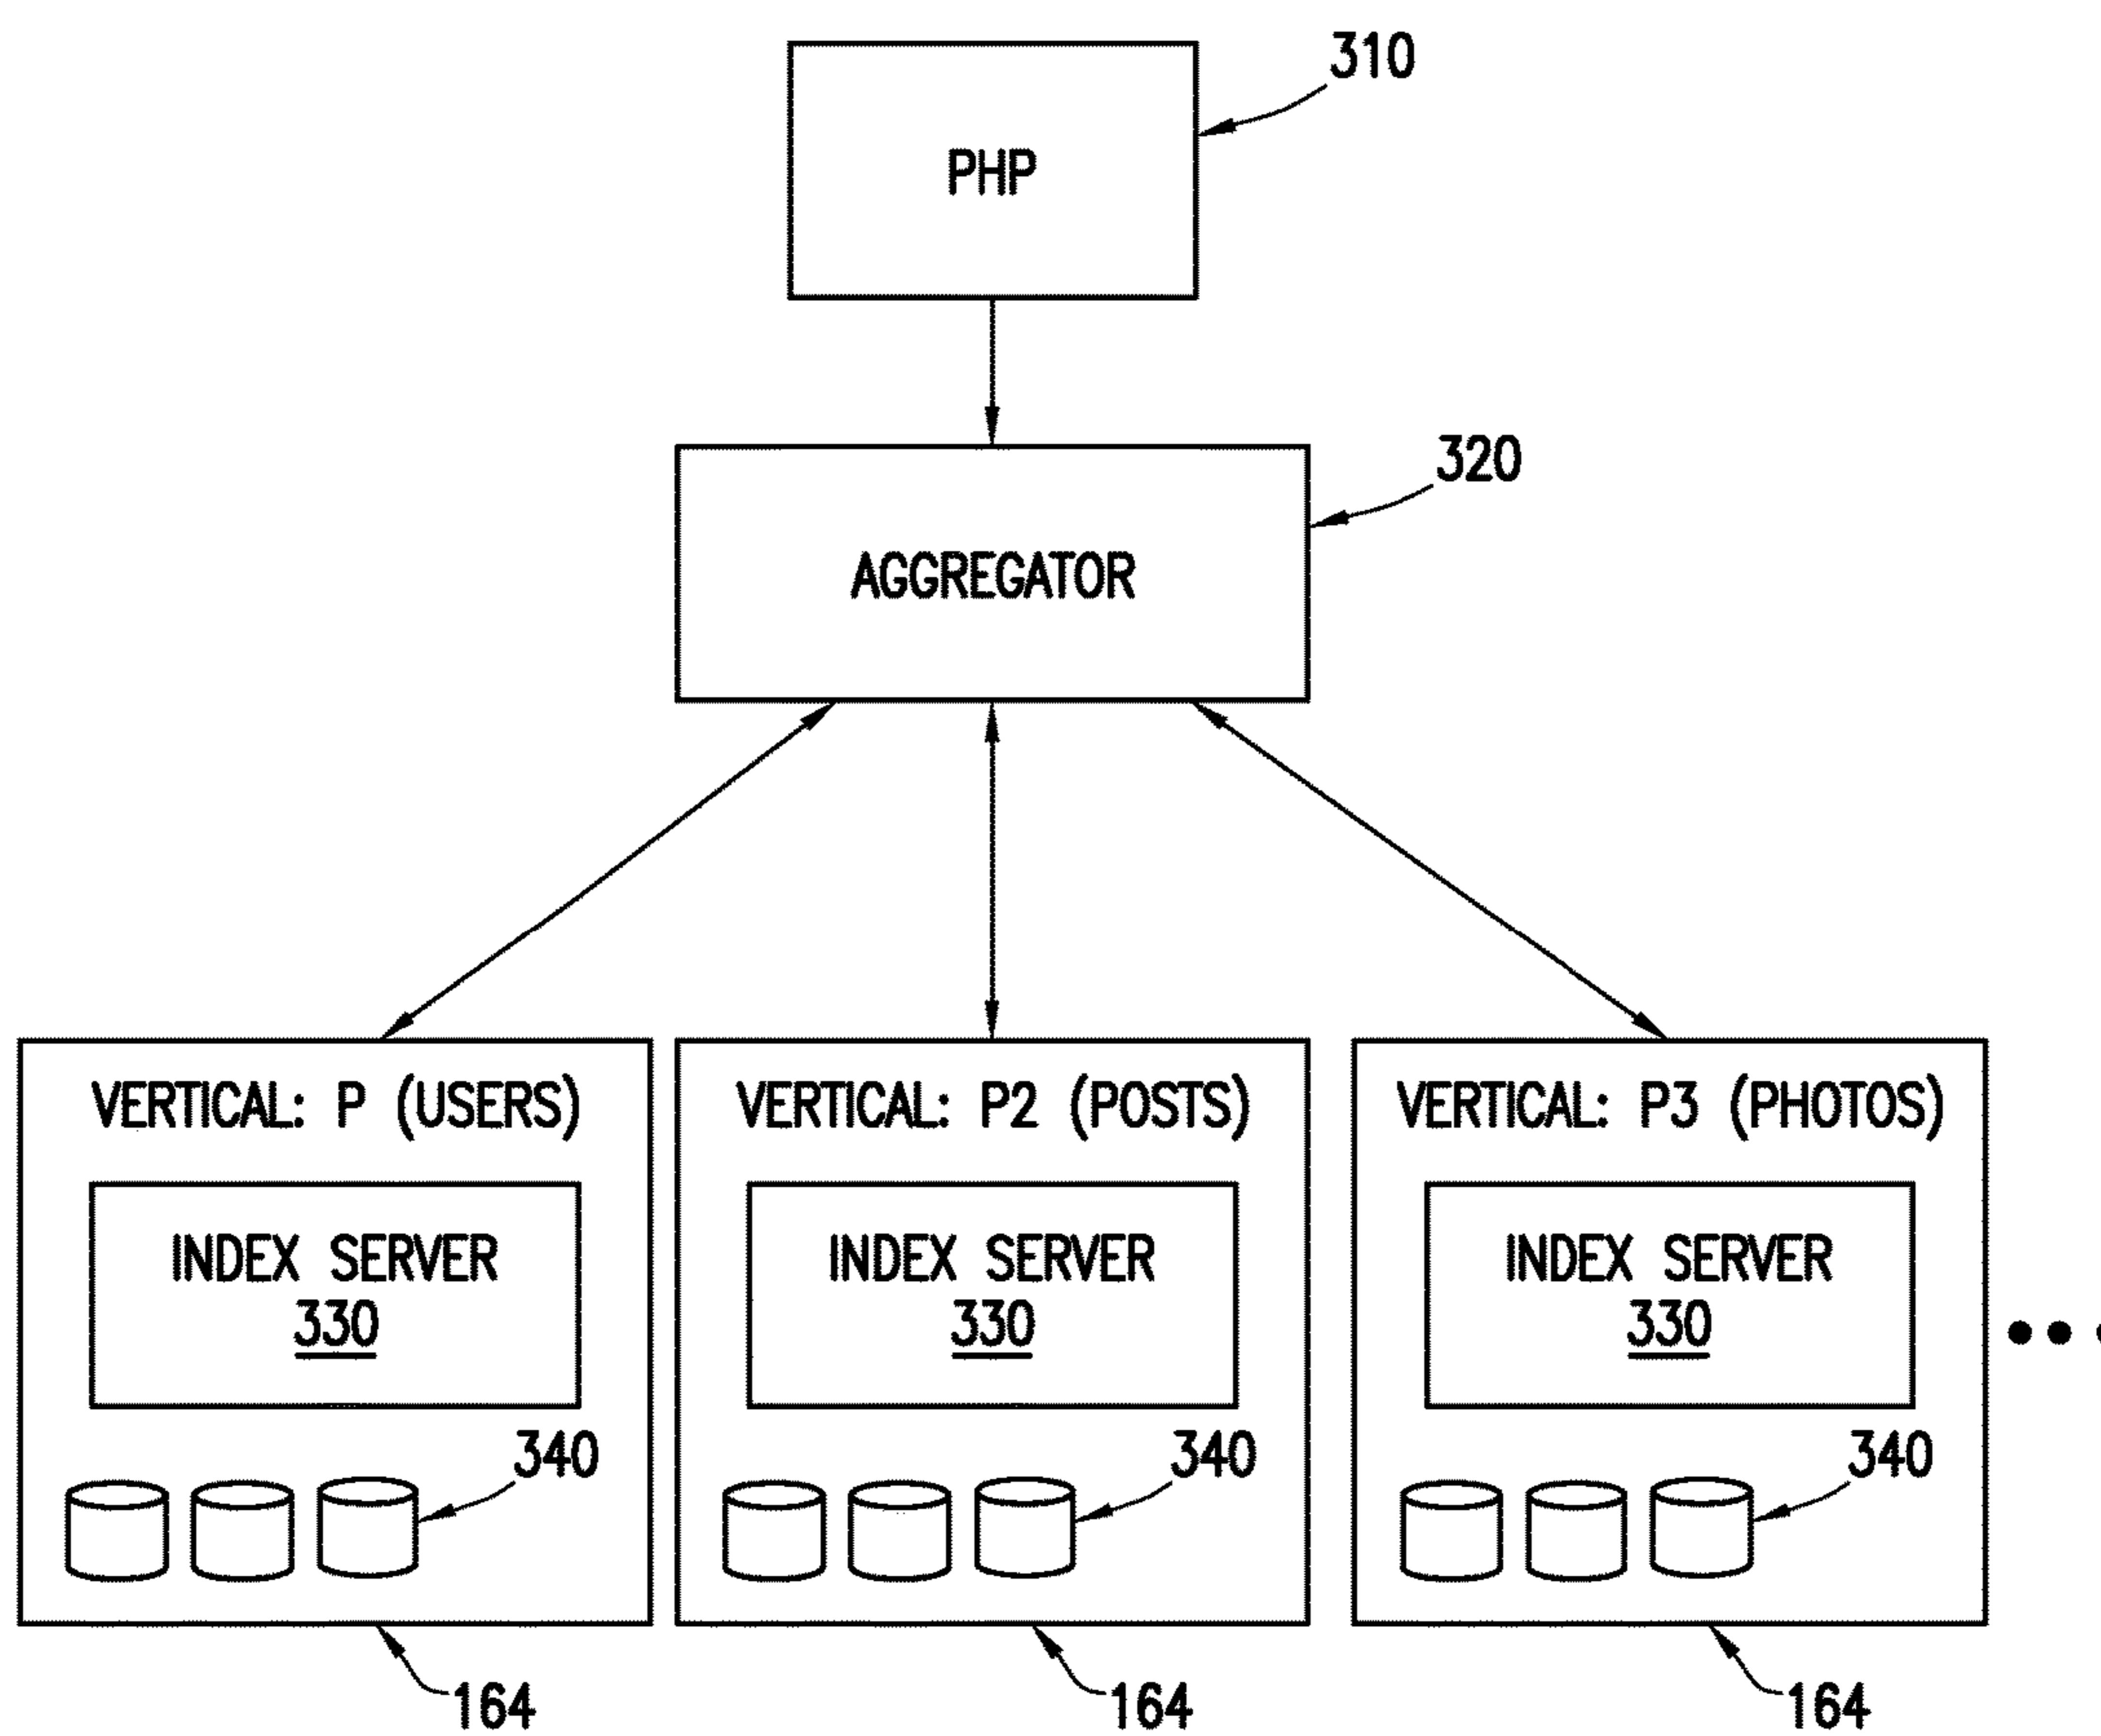 310
PHP
320
AGGREGATOR
VERTICAL: P (USERS)
INDEX SERVER
330
340
164
VERTICAL: P2 (POSTS)
INDEX SERVER
330
340
164
VERTICAL: P3 (PHOTOS)
INDEX SERVER
330
340
164